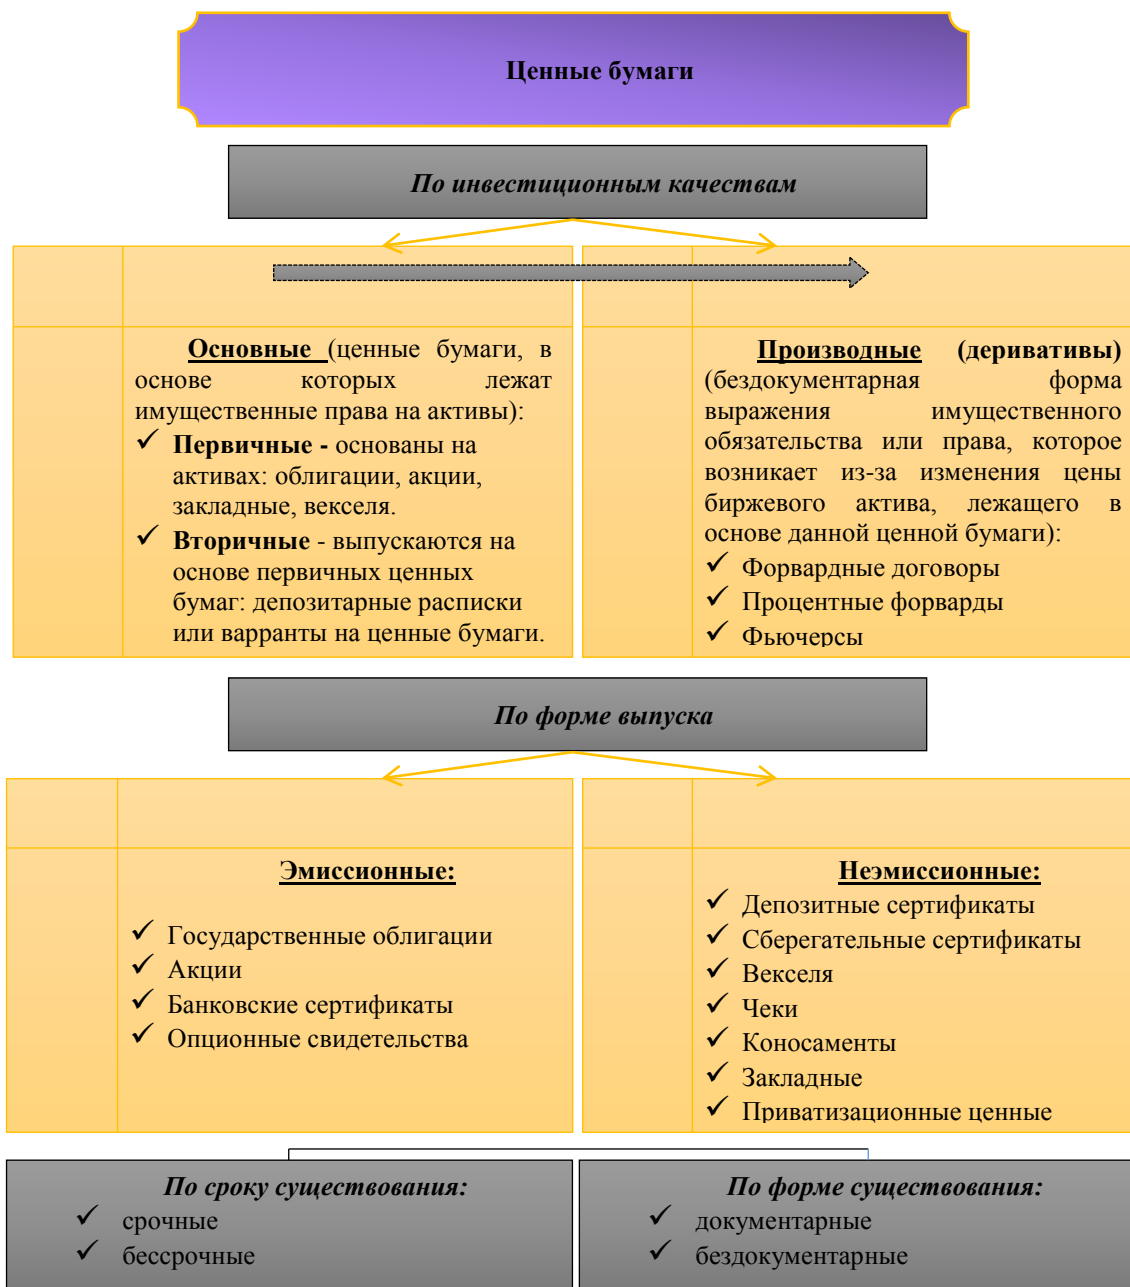 Ценные бумаги
По инвестиционным качествам
Основные (ценные бумаги, в
основе которых лежат
имущественные права на активы):
✓ Первичные - основаны на
активах: облигации, акции,
закладные, векселя.
✓ Вторичные - выпускаются на
основе первичных ценных
бумаг: депозитарные расписки
или варранты на ценные бумаги.
Производные (деривативы)
(бездокументарная форма
выражения имущественного
обязательства или права, которое
возникает из-за изменения цены
биржевого актива, лежащего в
основе данной ценной бумаги):
✓ Форвардные договоры
✓ Процентные форварды
✓ Фьючерсы
По форме выпуска
Эмиссионные:
✓ Государственные облигации
✓ Акции
✓ Банковские сертификаты
✓ Опционные свидетельства
Неэмиссионные:
✓ Депозитные сертификаты
✓ Сберегательные сертификаты
✓ Векселя
✓ Чеки
✓ Коносаменты
✓ Закладные
✓ Приватизационные ценные
По сроку существования:
✓ срочные
✓ бессрочные
По форме существования:
✓ документарные
✓ бездокументарные